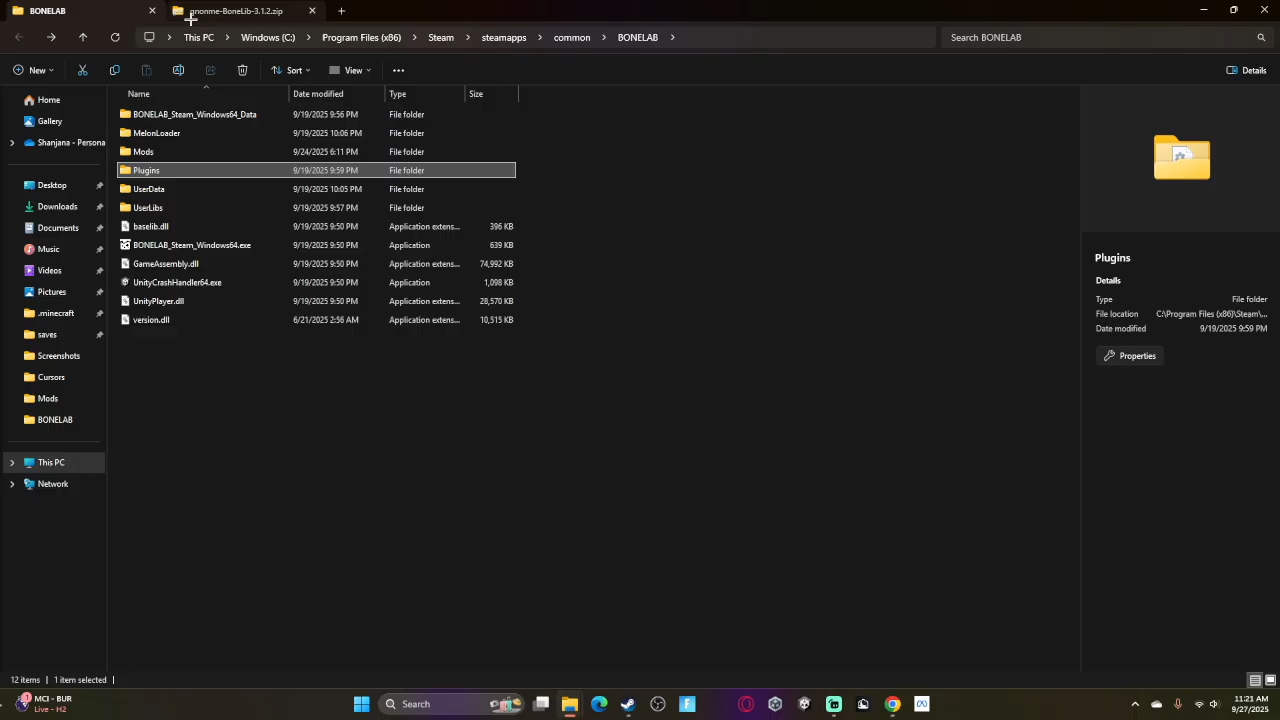 BONELAB
gnonme-BoneLib-3.1.2.zip
This PC > Windows (C:) > Program Files (x86) > Steam > steamapps > common > BONELAB >
Search BONELAB
New
Sort
View
Details
Name Date modified Type Size
Home
Gallery
Shanjana - Persona
Desktop
Downloads
Documents
Music
Videos
Pictures
.minecraft
saves
Screenshots
Cursors
Mods
BONELAB
This PC
Network
BONELAB_Steam_Windows64_Data 9/19/2025 9:56 PM File folder
MelonLoader 9/19/2025 10:06 PM File folder
Mods 9/24/2025 6:11 PM File folder
Plugins 9/19/2025 9:59 PM File folder
UserData 9/19/2025 10:05 PM File folder
UserLibs 9/19/2025 9:57 PM File folder
baselib.dll 9/19/2025 9:50 PM Application extens... 396 KB
BONELAB_Steam_Windows64.exe 9/19/2025 9:50 PM Application 639 KB
GameAssembly.dll 9/19/2025 9:50 PM Application extens... 74,992 KB
UnityCrashHandler64.exe 9/19/2025 9:50 PM Application 1,098 KB
UnityPlayer.dll 9/19/2025 9:50 PM Application extens... 28,570 KB
version.dll 6/21/2025 2:56 AM Application extens... 10,515 KB
Plugins
Details
Type File folder
File location C:\Program Files (x86)\Steam\...
Date modified 9/19/2025 9:59 PM
Properties
12 items | 1 item selected |
1
MCI - BUR
Live - H2
Search
11:21 AM
9/27/2025